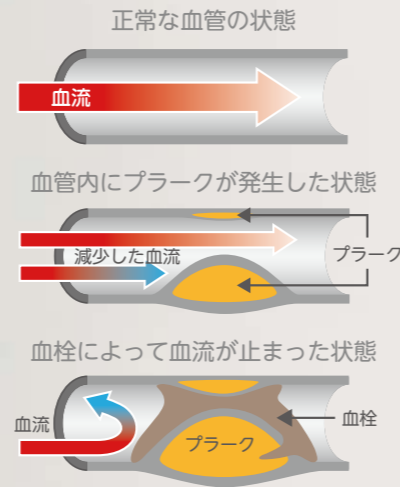 正常な血管の状態
血流
血管内にプラークが発生した状態
減少した血流
プラーク
血栓によって血流が止まった状態
血流
血栓
プラーク